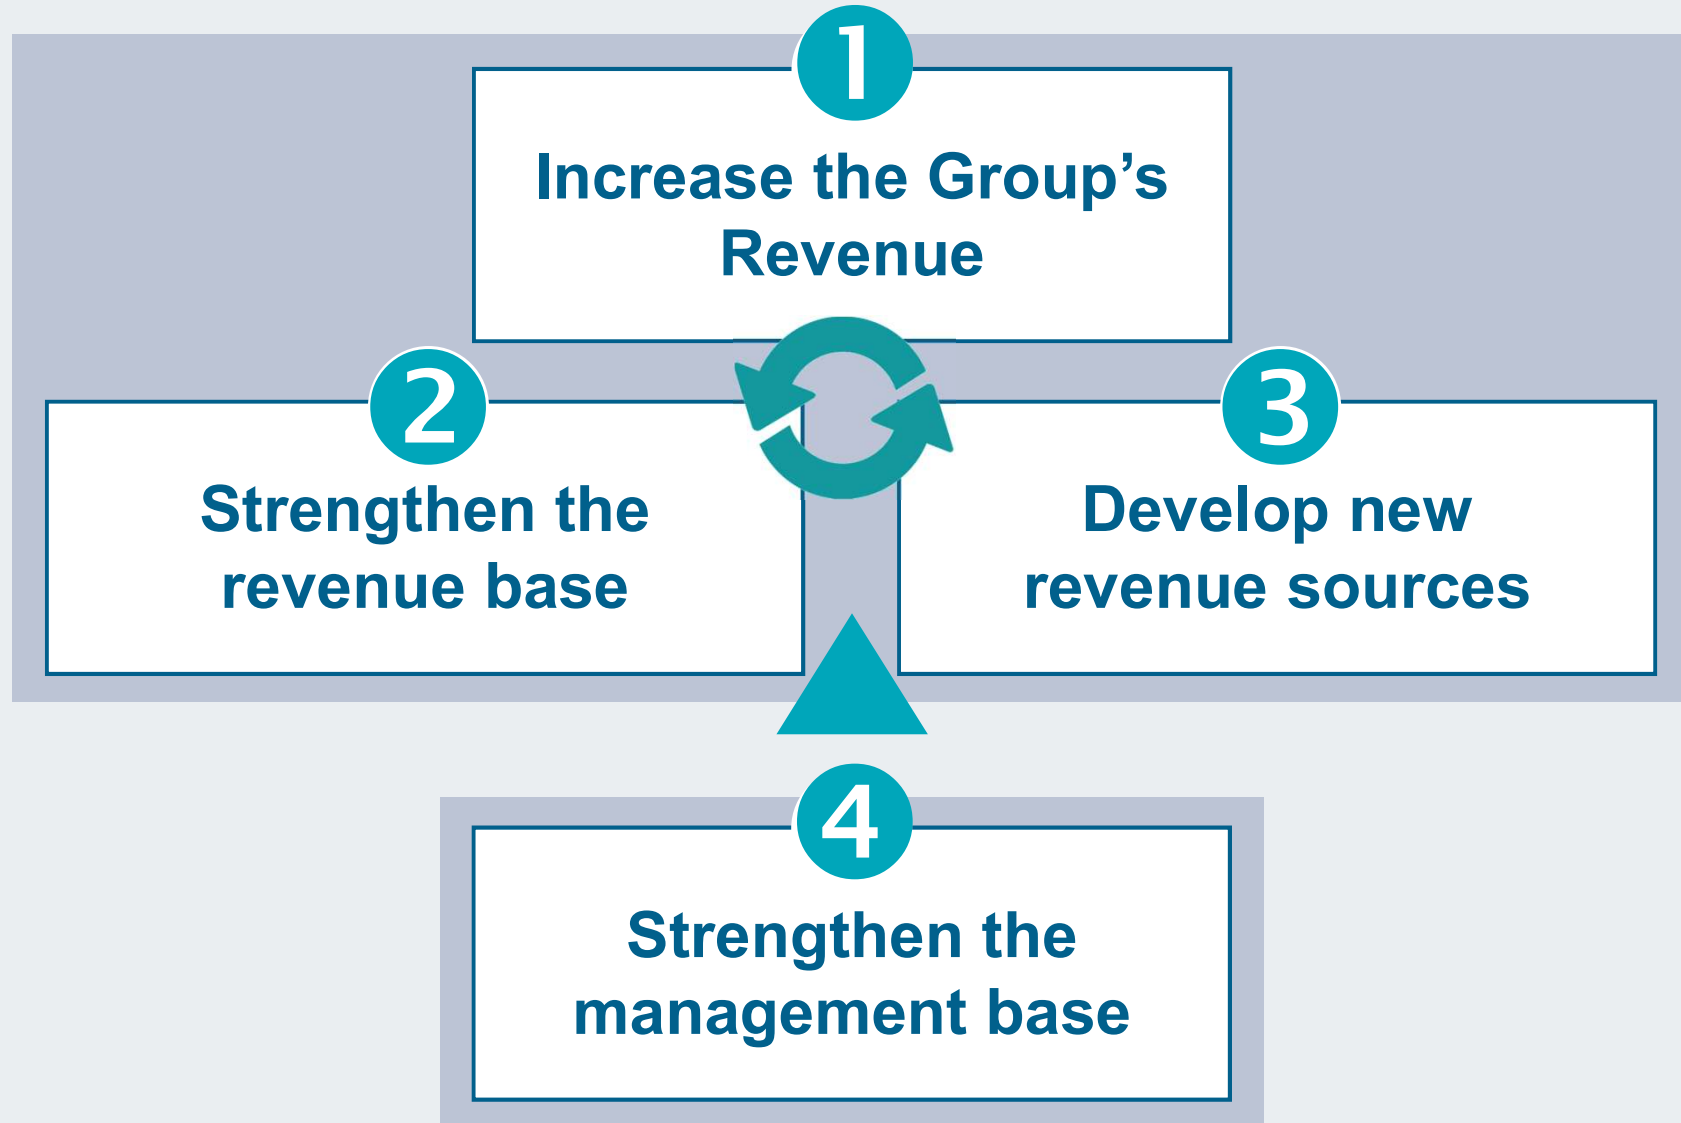 1
Increase the Group’s
Revenue
2
Strengthen the
revenue base
3
Develop new
revenue sources
4
Strengthen the
management base